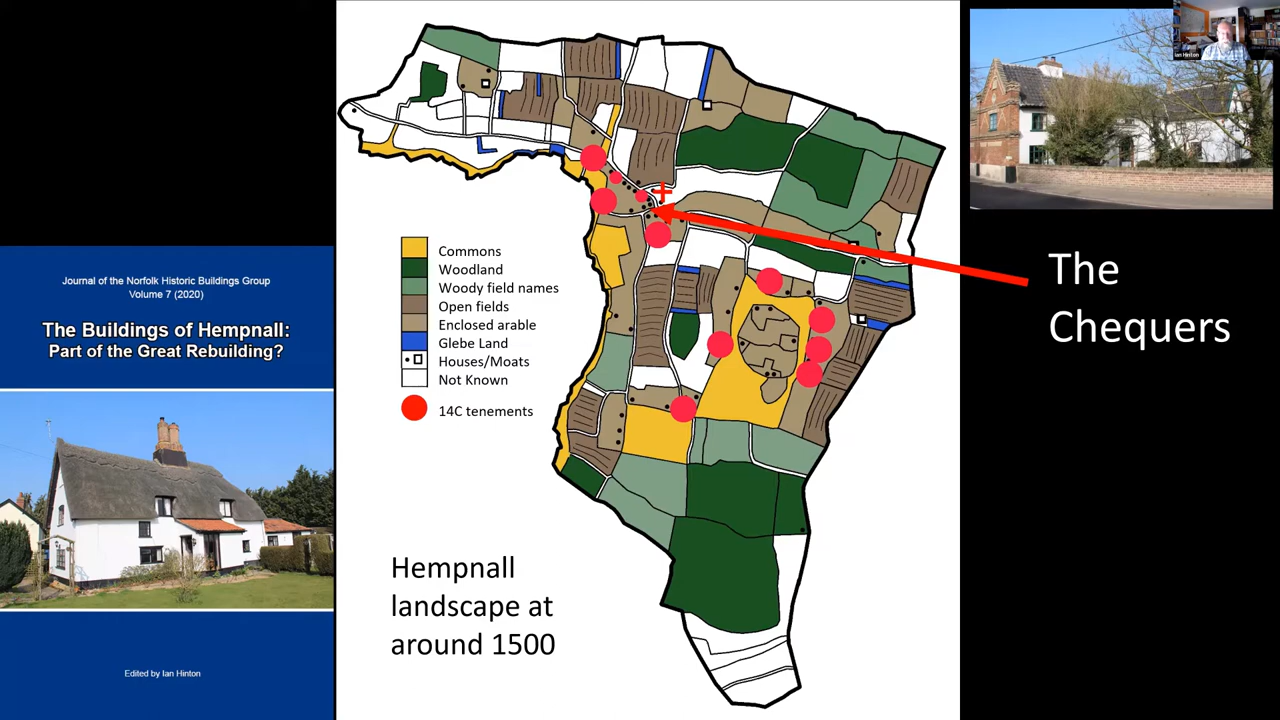 Journal of the Norfolk Historic Buildings Group
Volume 7 (2020)
The Buildings of Hempnall:
Part of the Great Rebuilding?
Edited by Ian Hinton
Commons
Woodland
Woody field names
Open fields
Enclosed arable
Glebe Land
Houses/Moats
Not Known
14C tenements
Hempnall
landscape at
around 1500
Ian Hinton
The
Chequers